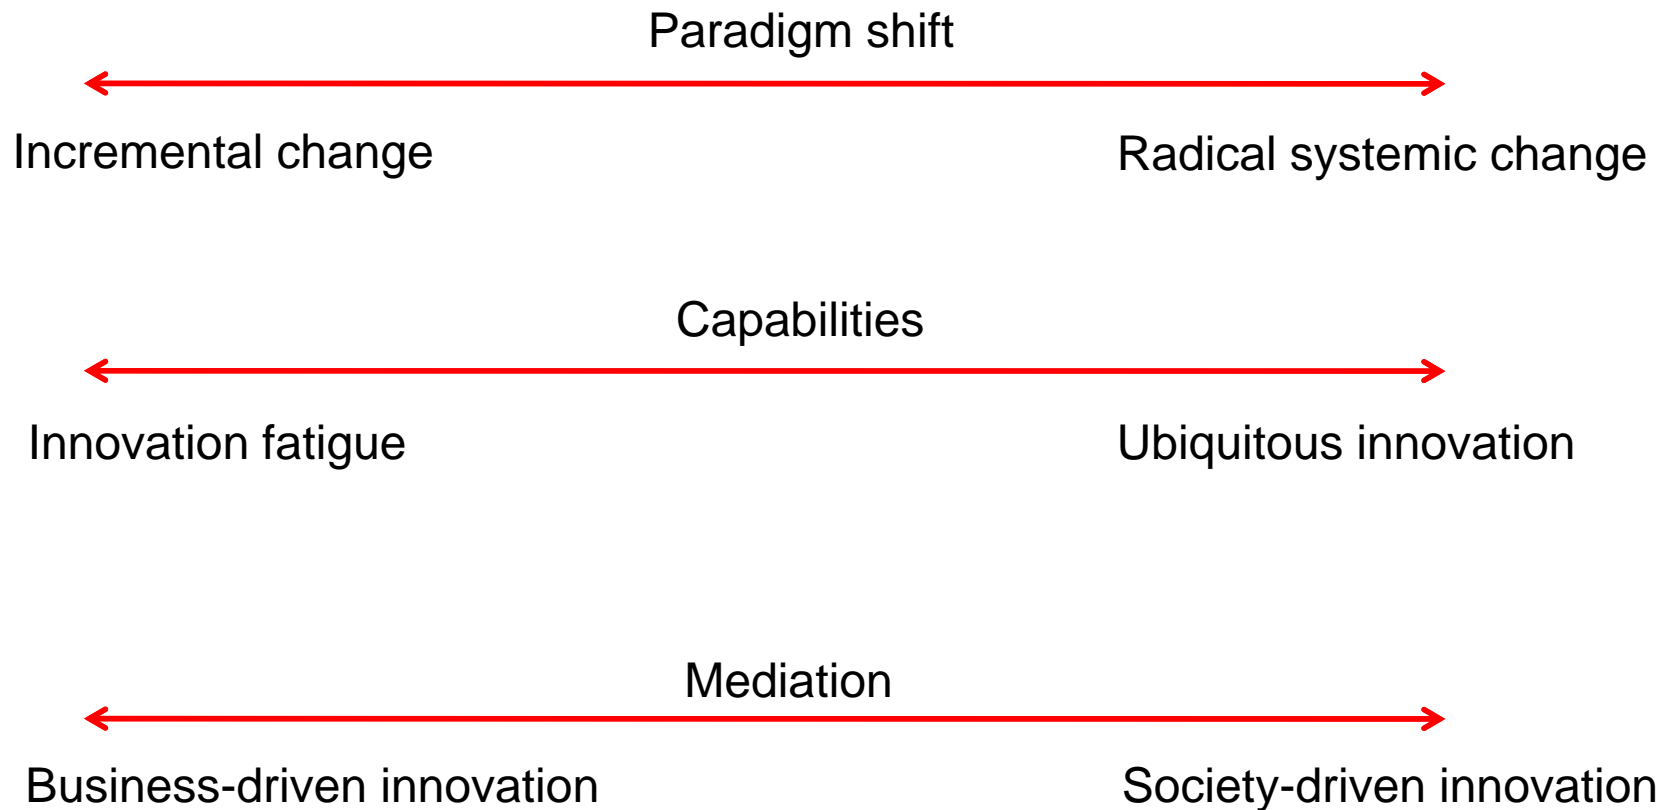 Paradigm shift
Incremental change
Radical systemic change
Capabilities
Innovation fatigue
Ubiquitous innovation
Mediation
Business-driven innovation
Society-driven innovation